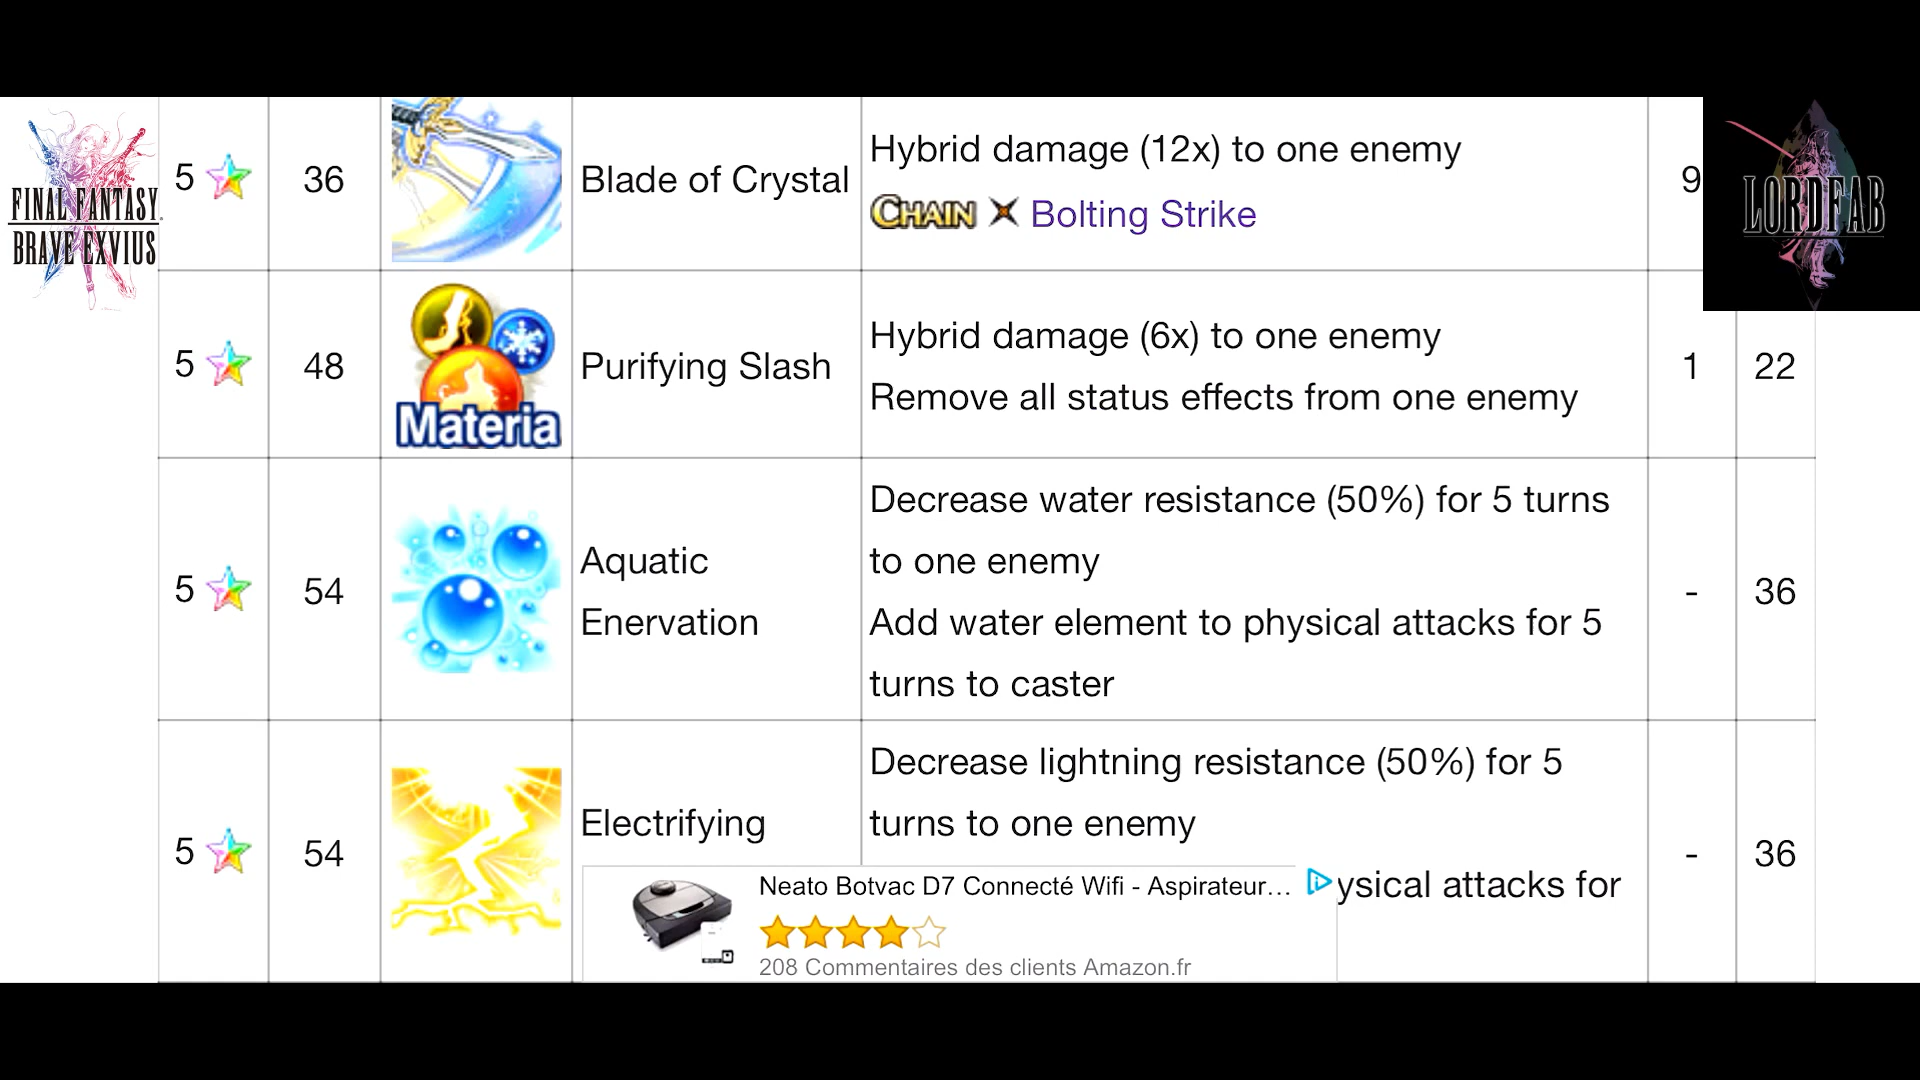 FINAL FANTASY
BRAVE EXVIUS
LORDFAB
5 36 Blade of Crystal Hybrid damage (12x) to one enemy 9
CHAIN Bolting Strike
5 48 Materia Purifying Slash Hybrid damage (6x) to one enemy 1 22
Remove all status effects from one enemy
5 54 Aquatic Enervation Decrease water resistance (50%) for 5 turns - 36
to one enemy
Add water element to physical attacks for 5
turns to caster
5 54 Electrifying Decrease lightning resistance (50%) for 5 - 36
turns to one enemy
ysical attacks for
Neato Botvac D7 Connecté Wifi - Aspirateur...
208 Commentaires des clients Amazon.fr